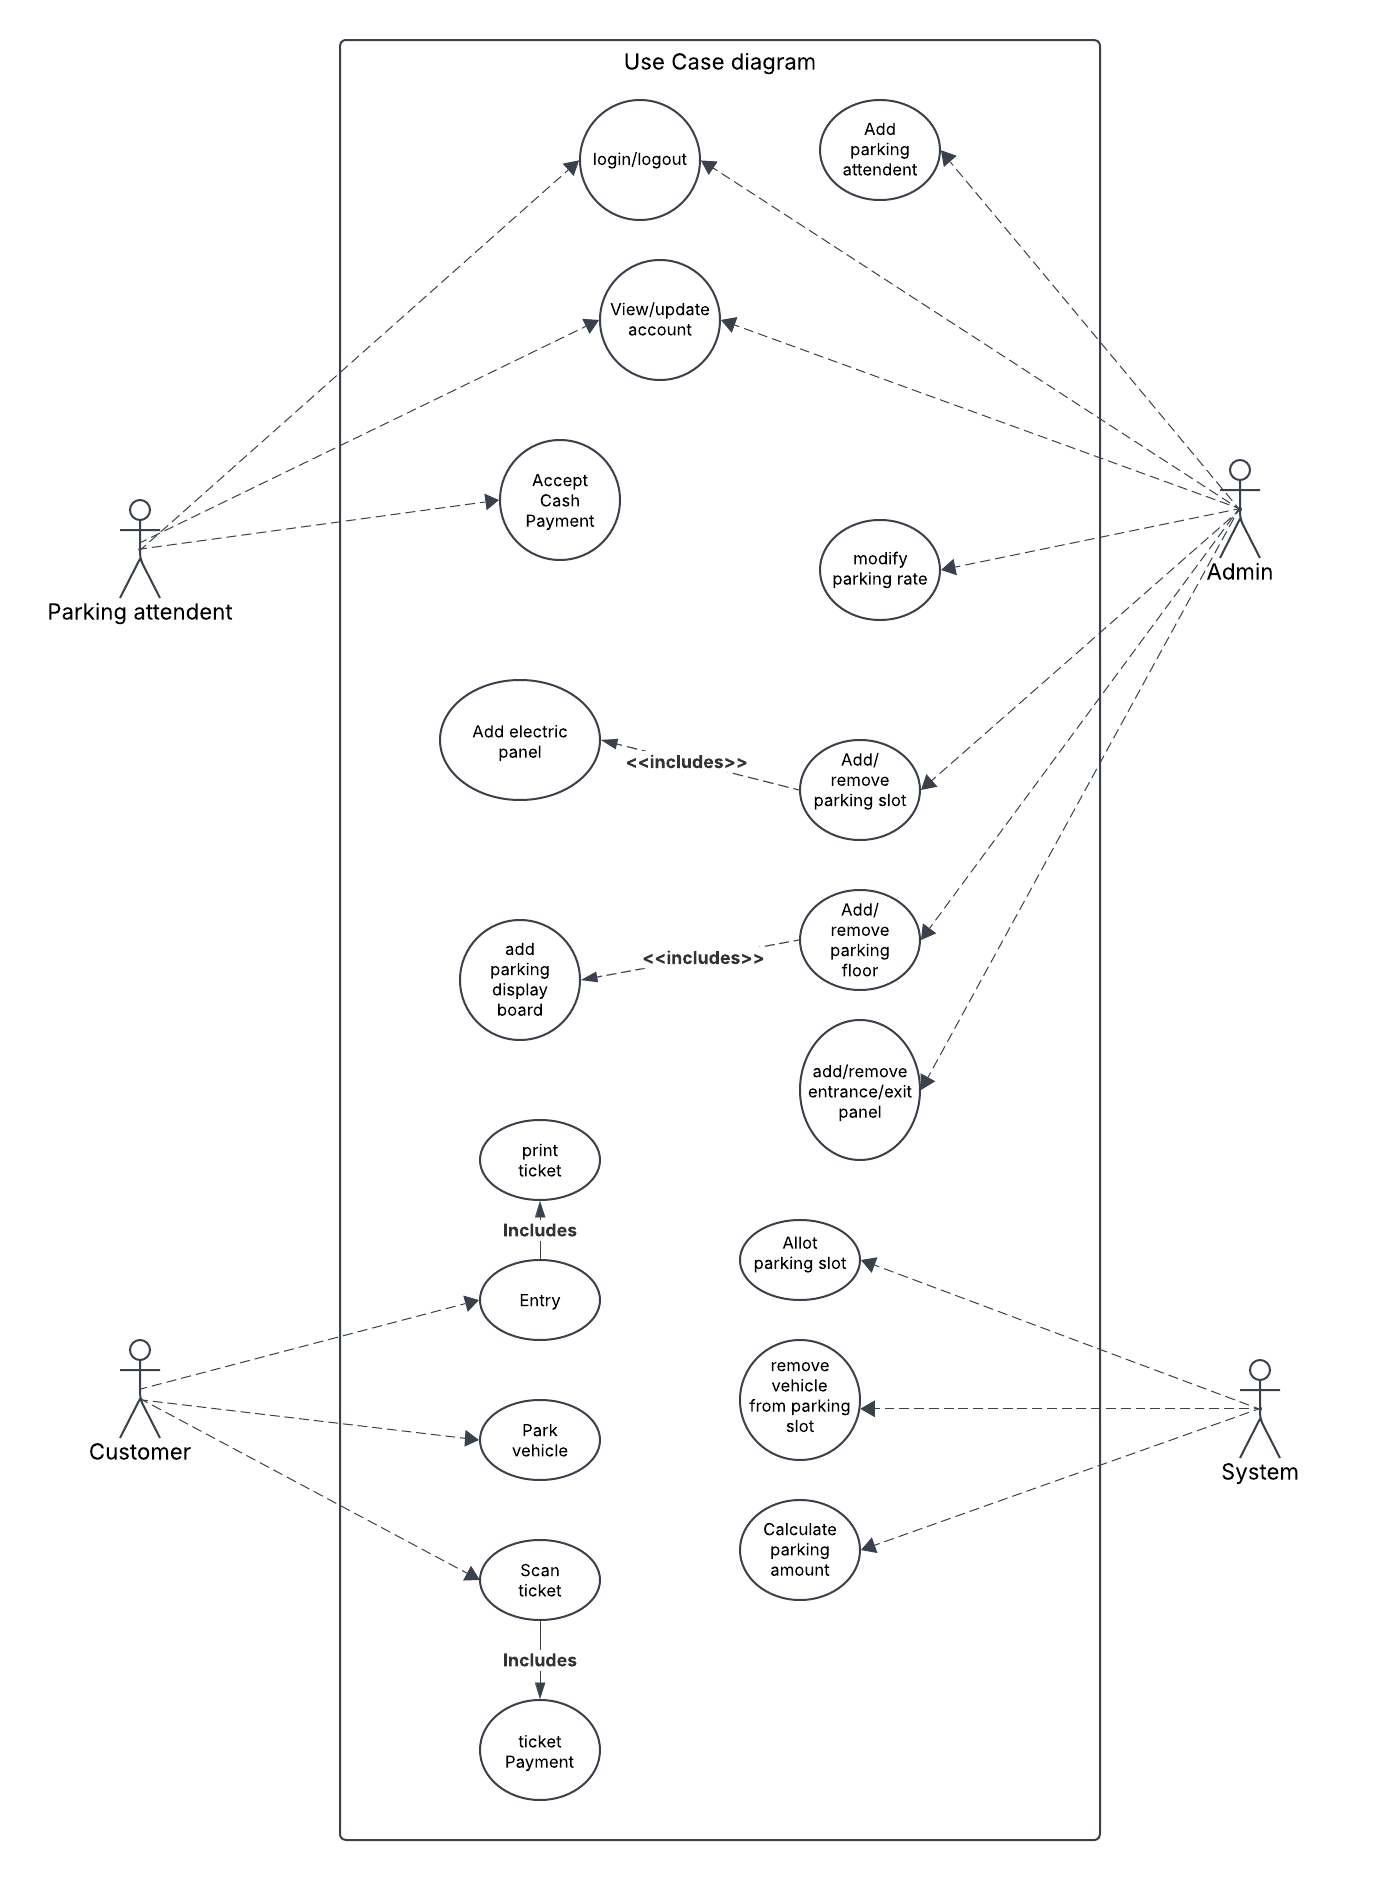 Use Case diagram
login/logout
Add
parking
attendent
View/update
account
Accept
Cash
Payment
modify
parking rate
Parking attendent
Admin
Add electric
panel
<<includes>>
Add/
remove
parking slot
add
parking
display
board
<<includes>>
Add/
remove
parking
floor
add/remove
entrance/exit
panel
print
ticket
Includes
Entry
Allot
parking slot
remove
vehicle
from parking
slot
Customer
Park
vehicle
System
Calculate
parking
amount
Scan
ticket
Includes
ticket
Payment